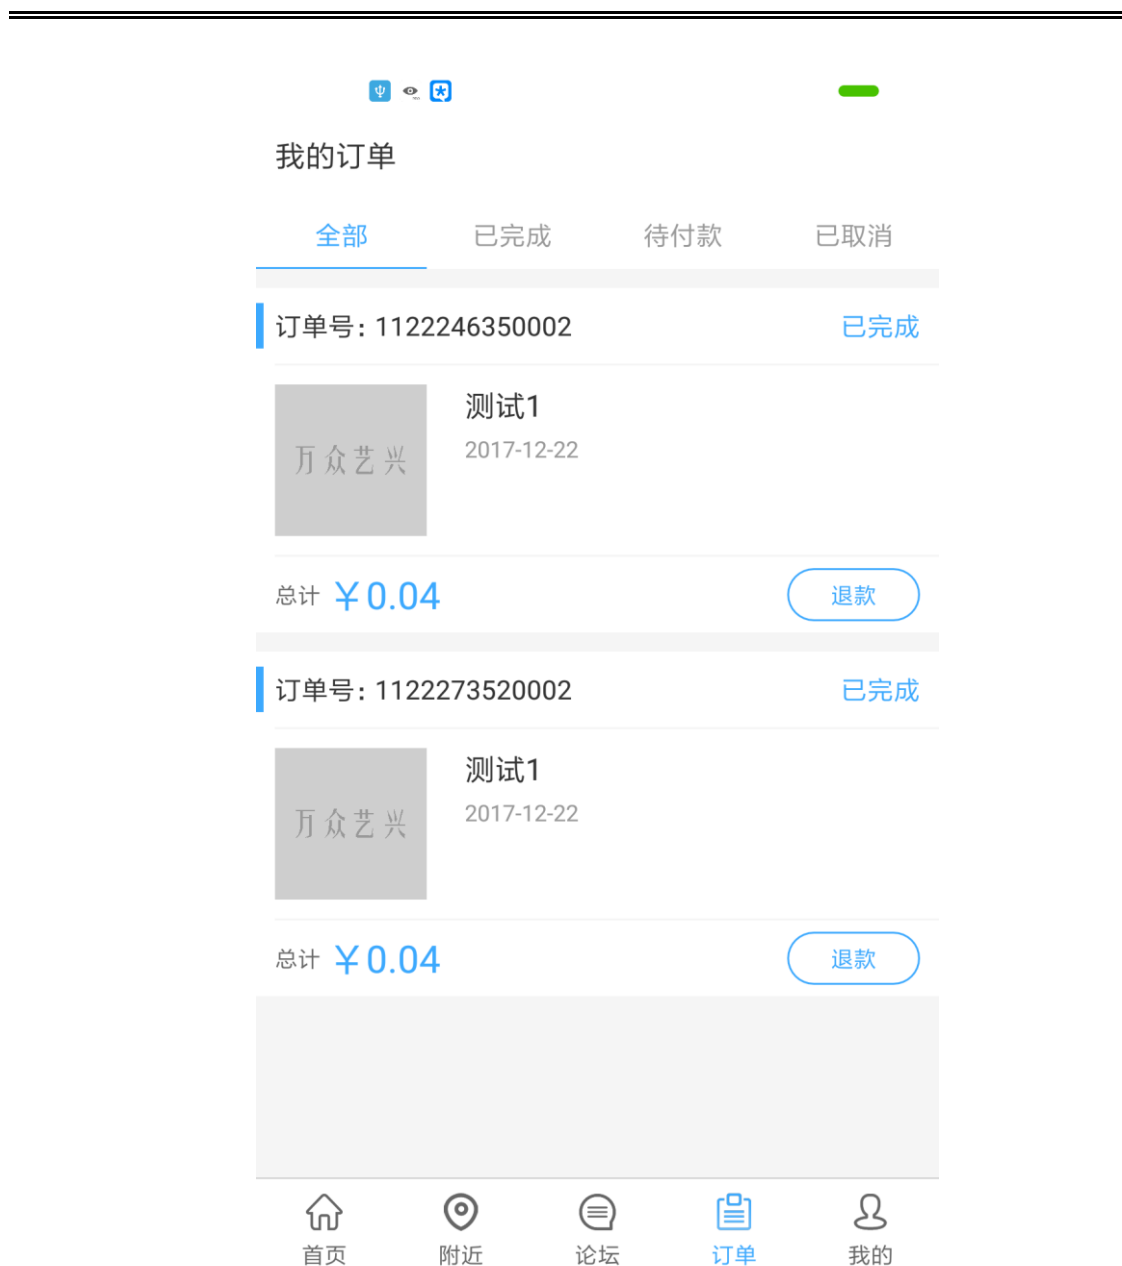 我的订单
全部 已完成 待付款 已取消
订单号：1122246350002 已完成
测试1
万众艺兴
2017-12-22
总计 ￥0.04 退款
订单号：1122273520002 已完成
测试1
万众艺兴
2017-12-22
总计 ￥0.04 退款
首页 附近 论坛 订单 我的